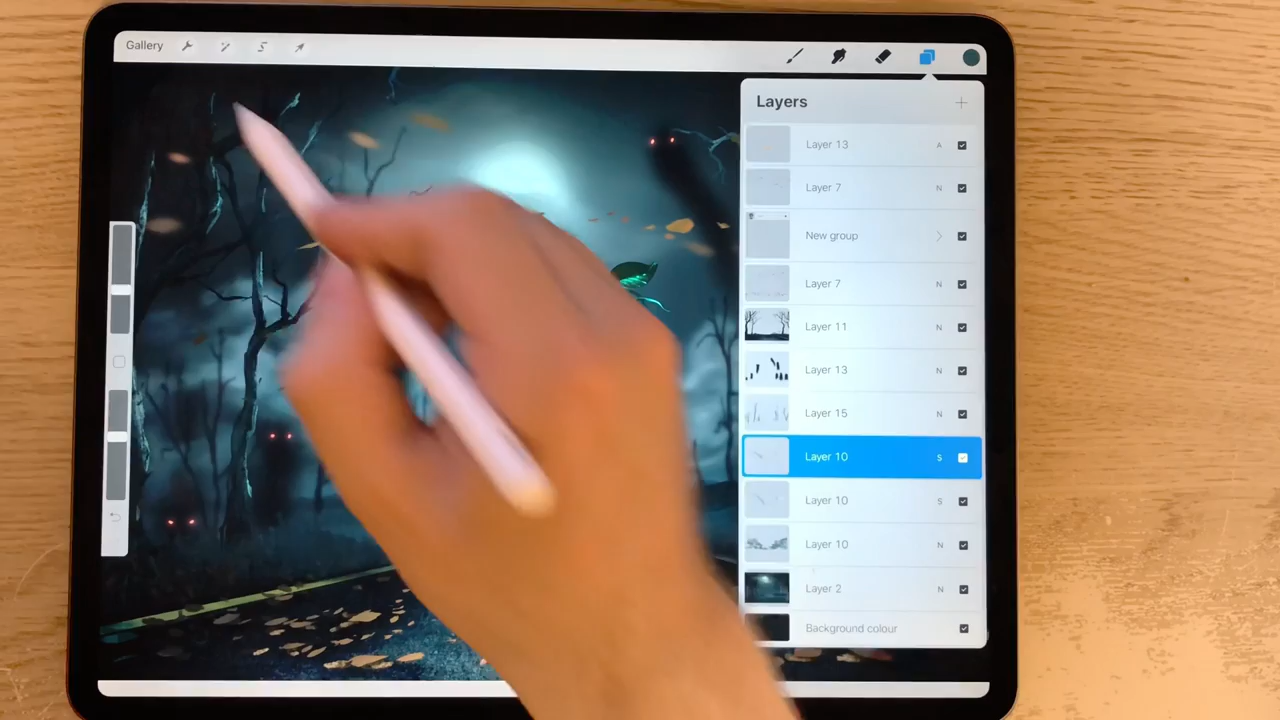 Gallery
Layers
Layer 13 A
Layer 7 N
New group
Layer 7 N
Layer 11 N
Layer 13 N
Layer 15 N
Layer 10 S
Layer 10 S
Layer 10 N
Layer 2 N
Background colour